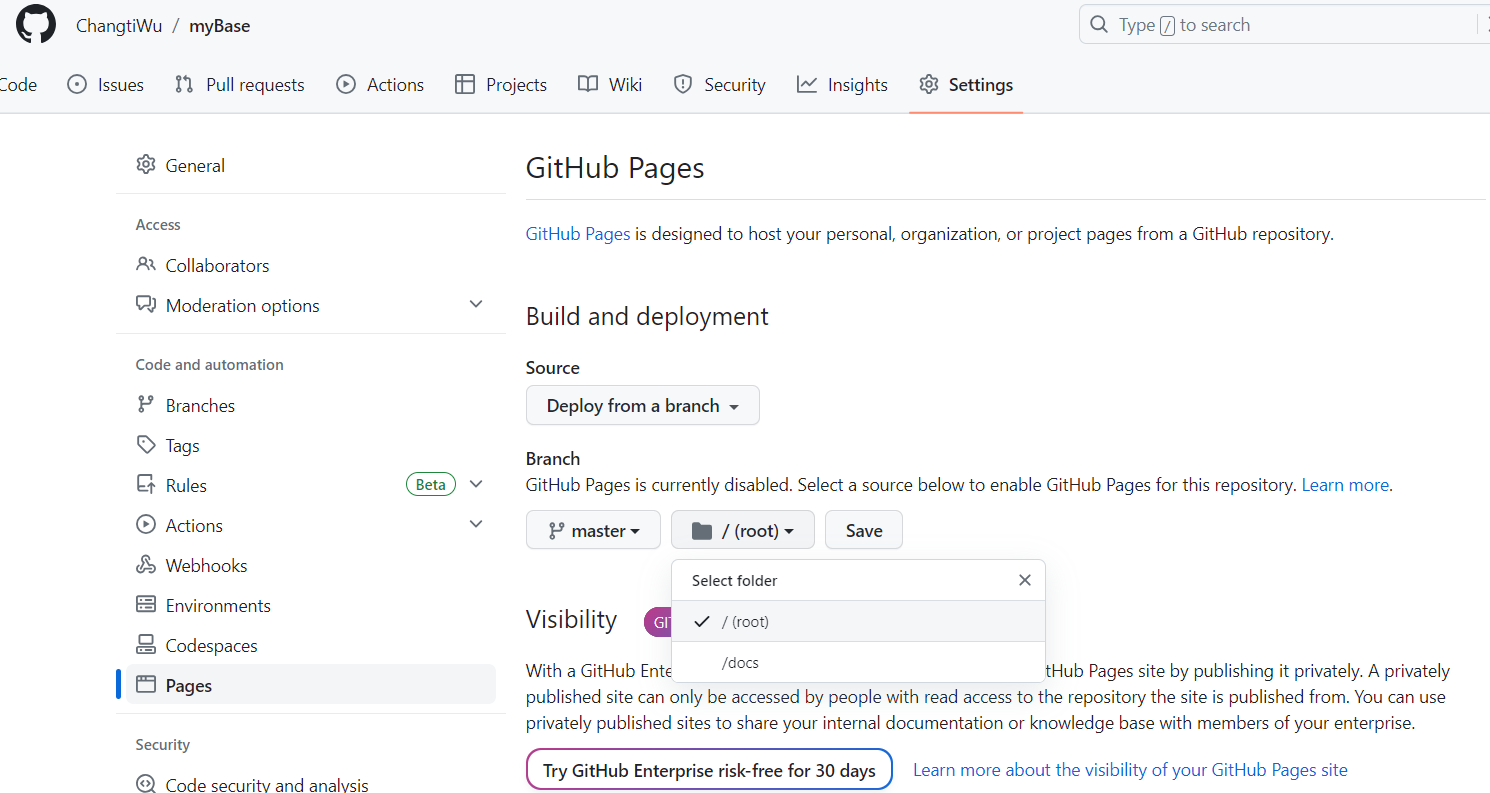 ChangtiWu / myBase
Type / to search
Code Issues Pull requests Actions Projects Wiki Security Insights Settings
General
Access
Collaborators
Moderation options
Code and automation
Branches
Tags
Rules Beta
Actions
Webhooks
Environments
Codespaces
Pages
Security
Code security and analysis
GitHub Pages
GitHub Pages is designed to host your personal, organization, or project pages from a GitHub repository.
Build and deployment
Source
Deploy from a branch
Branch
GitHub Pages is currently disabled. Select a source below to enable GitHub Pages for this repository. Learn more.
master / (root) Save
Select folder
/ (root)
/docs
Visibility
With a GitHub Ente tHub Pages site by publishing it privately. A privately
published site can only be accessed by people with read access to the repository the site is published from. You can use
privately published sites to share your internal documentation or knowledge base with members of your enterprise.
Try GitHub Enterprise risk-free for 30 days Learn more about the visibility of your GitHub Pages site